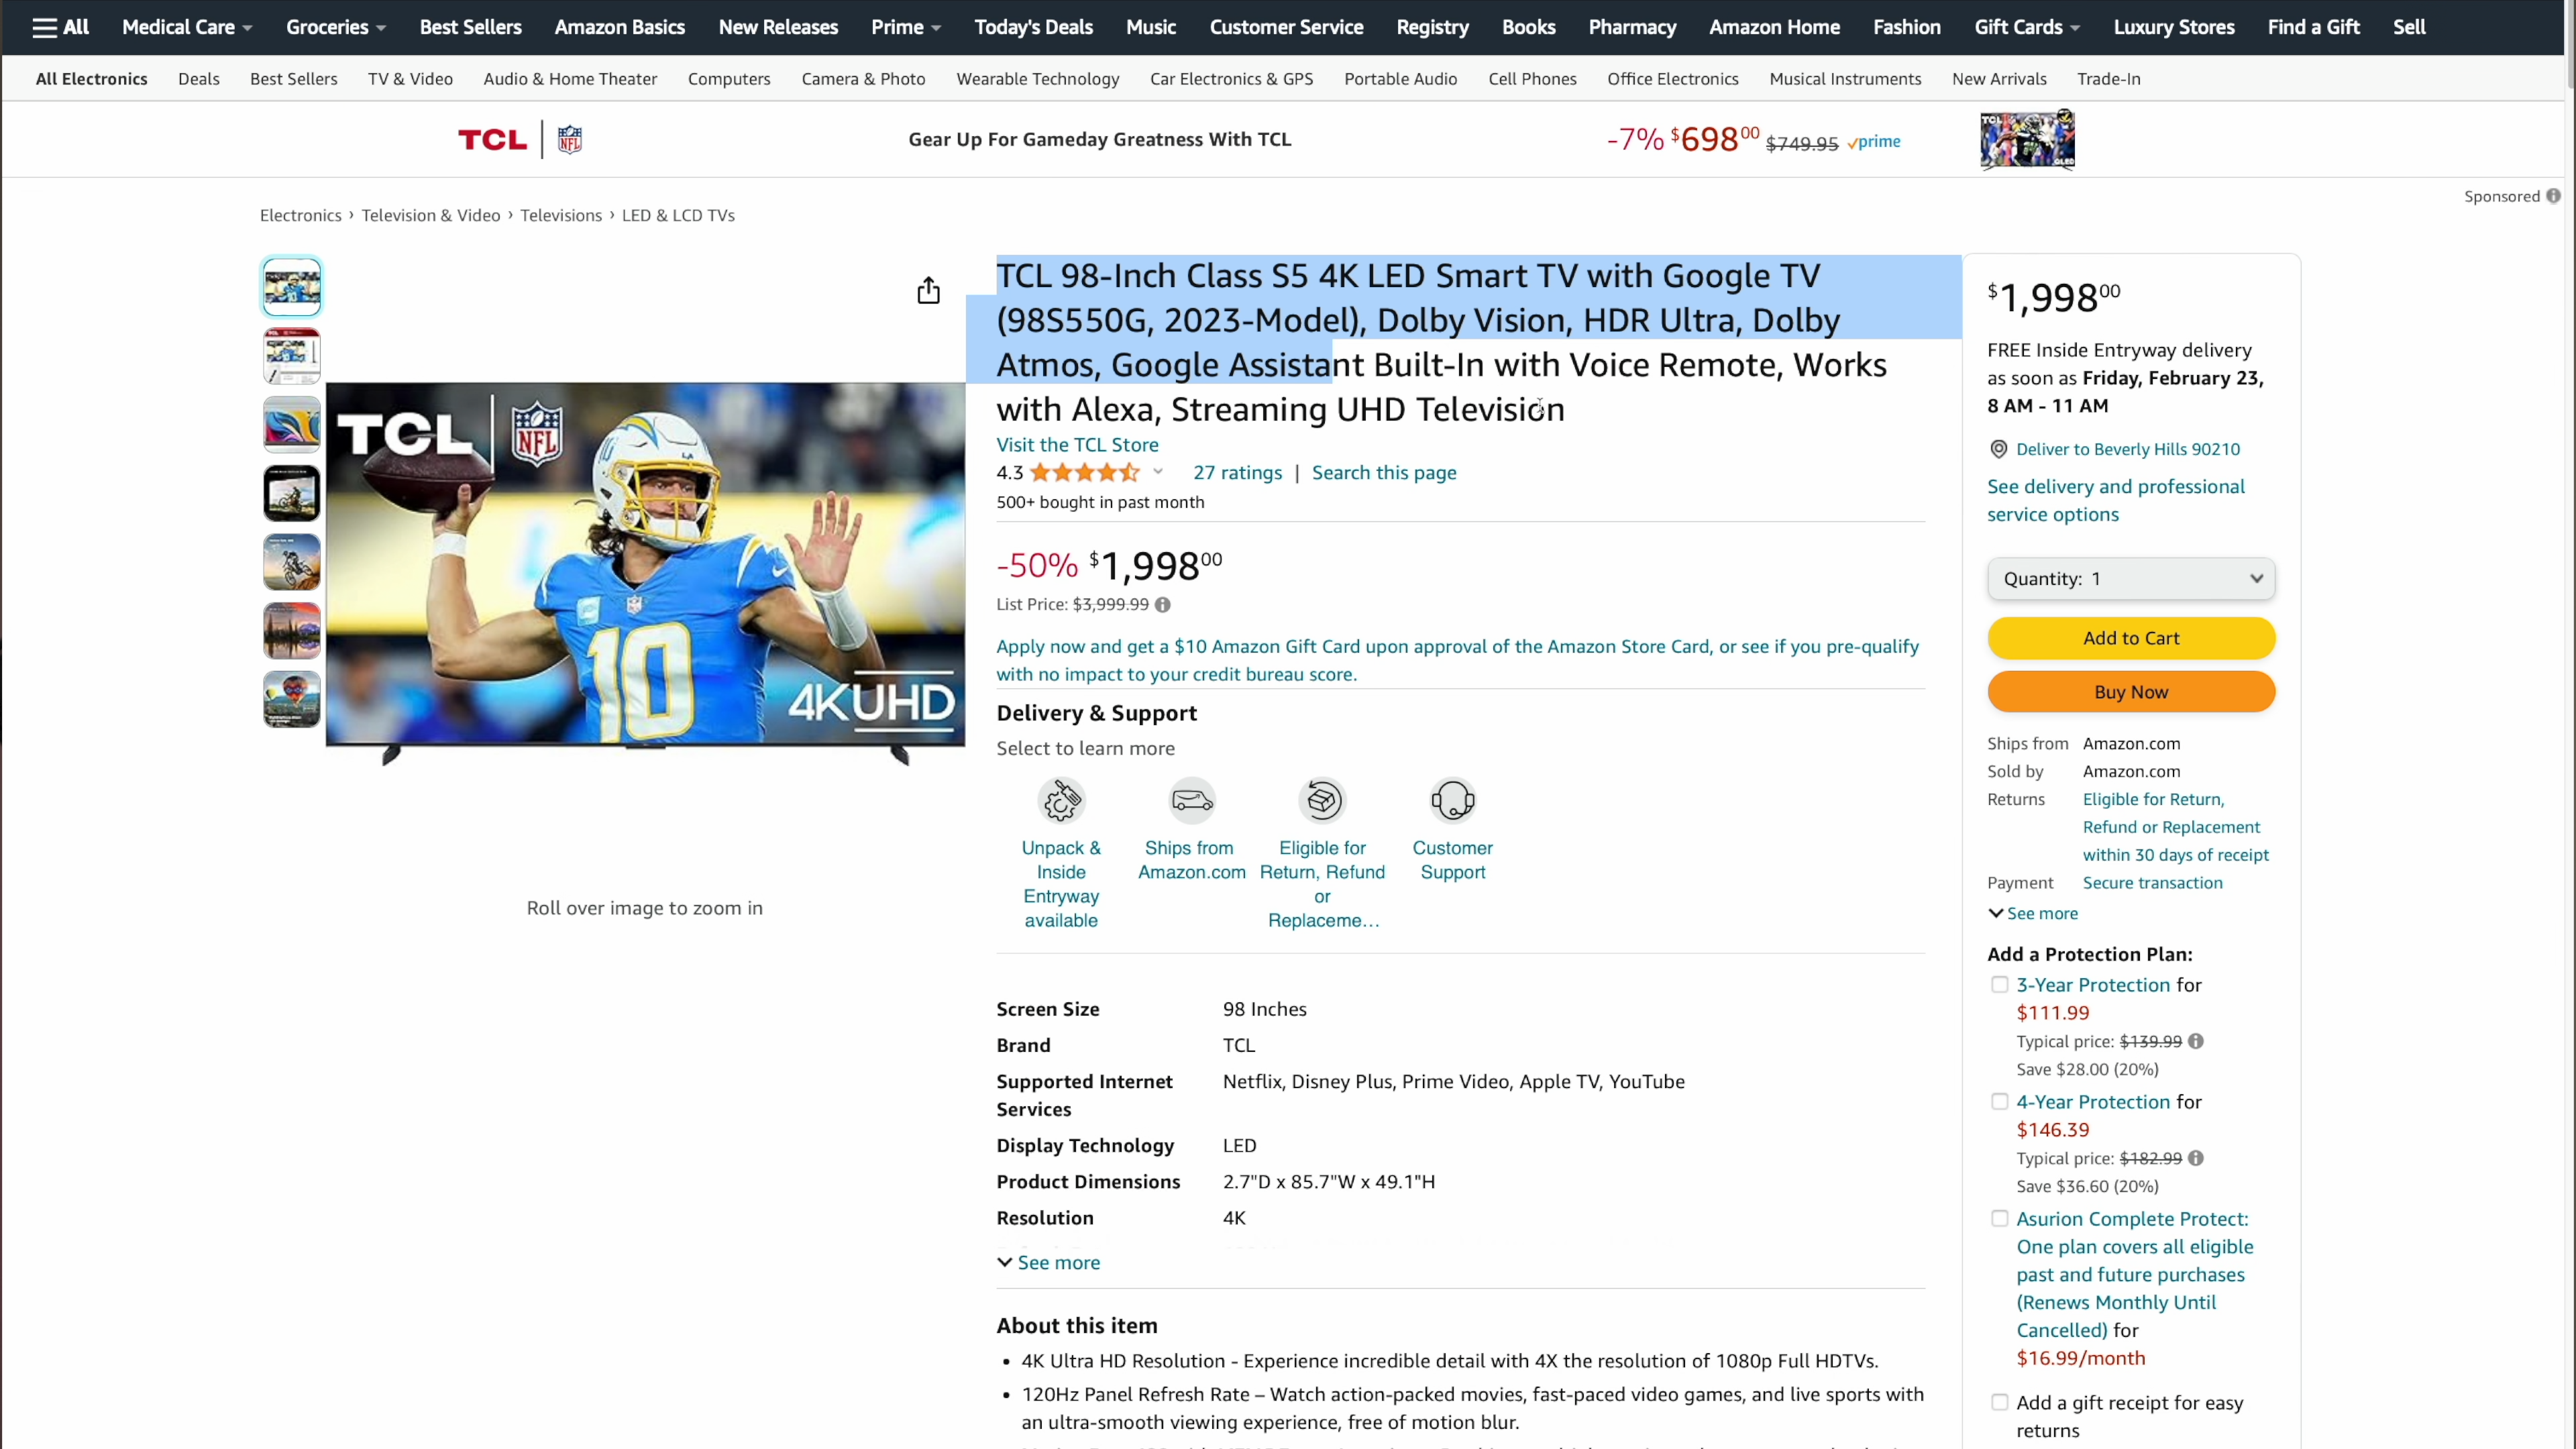 All Medical Care Groceries Best Sellers Amazon Basics New Releases Prime Today's Deals Music Customer Service Registry Books Pharmacy Amazon Home Fashion Gift Cards Luxury Stores Find a Gift Sell
All Electronics Deals Best Sellers TV & Video Audio & Home Theater Computers Camera & Photo Wearable Technology Car Electronics & GPS Portable Audio Cell Phones Office Electronics Musical Instruments New Arrivals Trade-In
TCL NFL Gear Up For Gameday Greatness With TCL -7% $69800 $749.95 prime
Sponsored
Electronics › Television & Video › Televisions › LED & LCD TVs
TCL 98-Inch Class S5 4K LED Smart TV with Google TV
(98S550G, 2023-Model), Dolby Vision, HDR Ultra, Dolby
Atmos, Google Assistant Built-In with Voice Remote, Works
with Alexa, Streaming UHD Television
Visit the TCL Store
4.3 27 ratings | Search this page
500+ bought in past month
-50% $1,99800
List Price: $3,999.99
Apply now and get a $10 Amazon Gift Card upon approval of the Amazon Store Card, or see if you pre-qualify
with no impact to your credit bureau score.
TCL NFL
10
4KUHD
Roll over image to zoom in
Delivery & Support
Select to learn more
Unpack &
Inside
Entryway
available
Ships from
Amazon.com
Eligible for
Return, Refund
or
Replaceme…
Customer
Support
Screen Size 98 Inches
Brand TCL
Supported Internet Netflix, Disney Plus, Prime Video, Apple TV, YouTube
Services
Display Technology LED
Product Dimensions 2.7"D x 85.7"W x 49.1"H
Resolution 4K
See more
About this item
• 4K Ultra HD Resolution - Experience incredible detail with 4X the resolution of 1080p Full HDTVs.
• 120Hz Panel Refresh Rate – Watch action-packed movies, fast-paced video games, and live sports with
an ultra-smooth viewing experience, free of motion blur.
$1,99800
FREE Inside Entryway delivery
as soon as Friday, February 23,
8 AM - 11 AM
Deliver to Beverly Hills 90210
See delivery and professional
service options
Quantity: 1
Add to Cart
Buy Now
Ships from Amazon.com
Sold by Amazon.com
Returns Eligible for Return,
Refund or Replacement
within 30 days of receipt
Payment Secure transaction
See more
Add a Protection Plan:
3-Year Protection for
$111.99
Typical price: $139.99
Save $28.00 (20%)
4-Year Protection for
$146.39
Typical price: $182.99
Save $36.60 (20%)
Asurion Complete Protect:
One plan covers all eligible
past and future purchases
(Renews Monthly Until
Cancelled) for
$16.99/month
Add a gift receipt for easy
returns